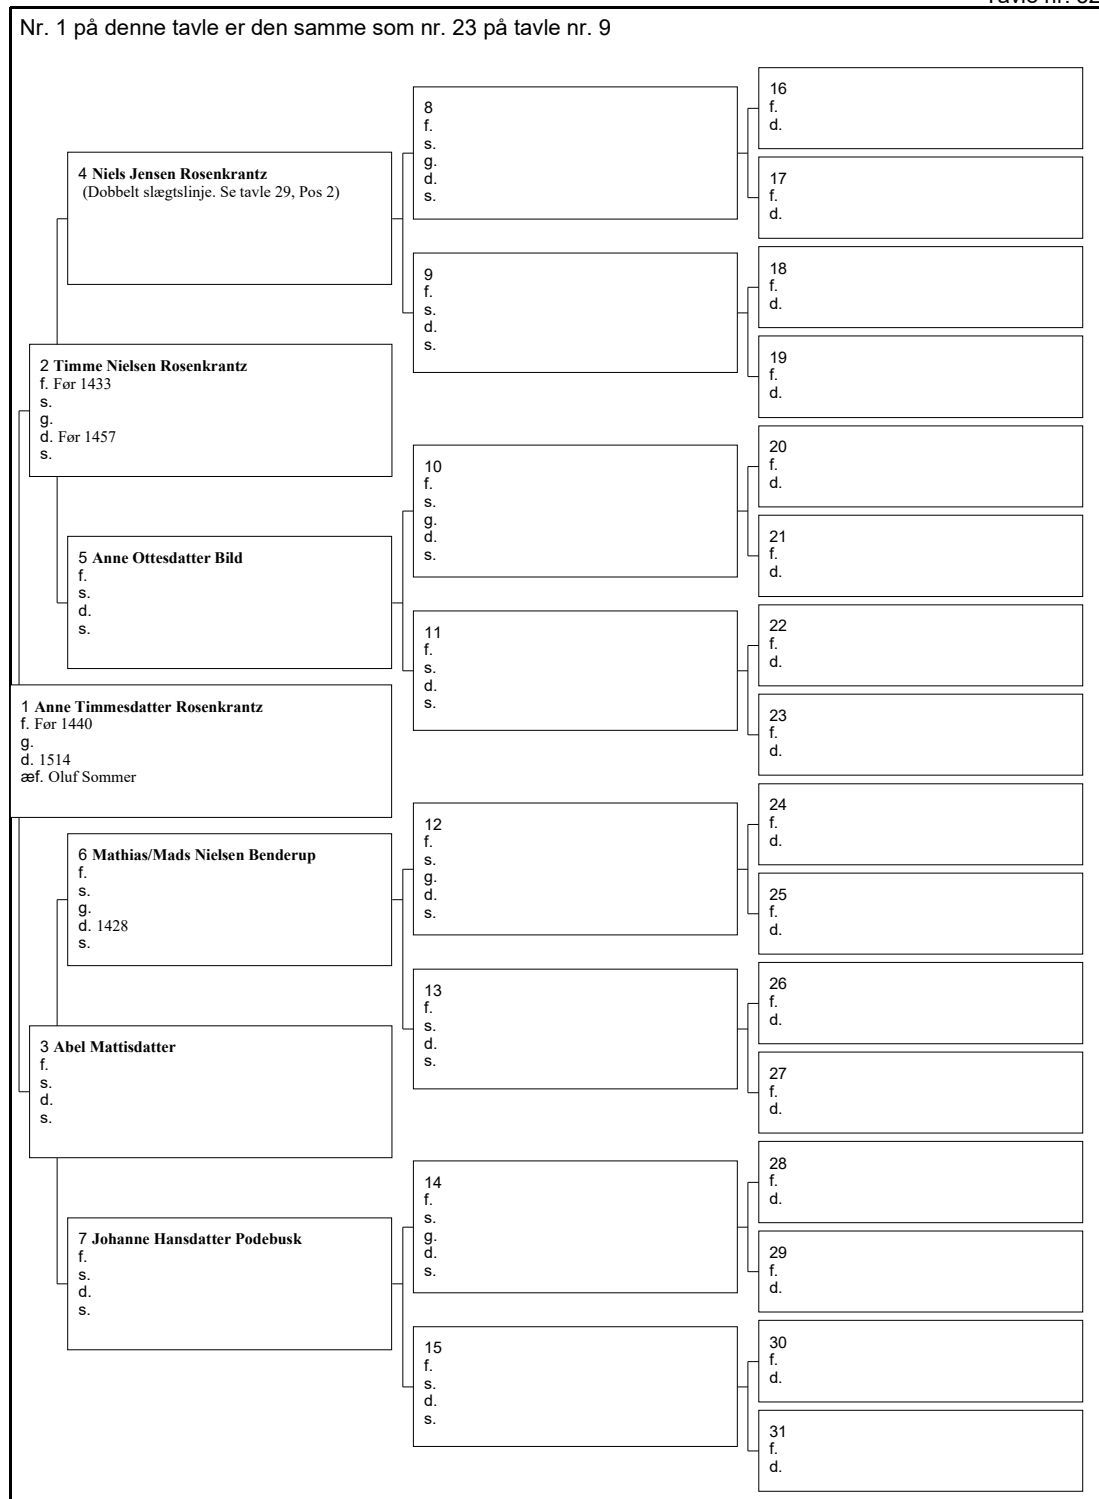 Nr. 1 på denne tavle er den samme som nr. 23 på tavle nr. 9
4 Niels Jensen Rosenkrantz
(Dobbelt slægtslinje. Se tavle 29, Pos 2)
2 Timme Nielsen Rosenkrantz
f. Før 1433
s.
g.
d. Før 1457
s.
5 Anne Ottesdatter Bild
f.
s.
d.
s.
1 Anne Timmesdatter Rosenkrantz
f. Før 1440
g.
d. 1514
æf. Oluf Sommer
6 Mathias/Mads Nielsen Benderup
f.
s.
g.
d. 1428
s.
3 Abel Mattisdatter
f.
s.
d.
s.
7 Johanne Hansdatter Podebusk
f.
s.
d.
s.
8
f.
s.
g.
d.
s.
9
f.
s.
d.
s.
10
f.
s.
g.
d.
s.
11
f.
s.
d.
s.
12
f.
s.
g.
d.
s.
13
f.
s.
d.
s.
14
f.
s.
g.
d.
s.
15
f.
s.
d.
s.
16
f.
d.
17
f.
d.
18
f.
d.
19
f.
d.
20
f.
d.
21
f.
d.
22
f.
d.
23
f.
d.
24
f.
d.
25
f.
d.
26
f.
d.
27
f.
d.
28
f.
d.
29
f.
d.
30
f.
d.
31
f.
d.